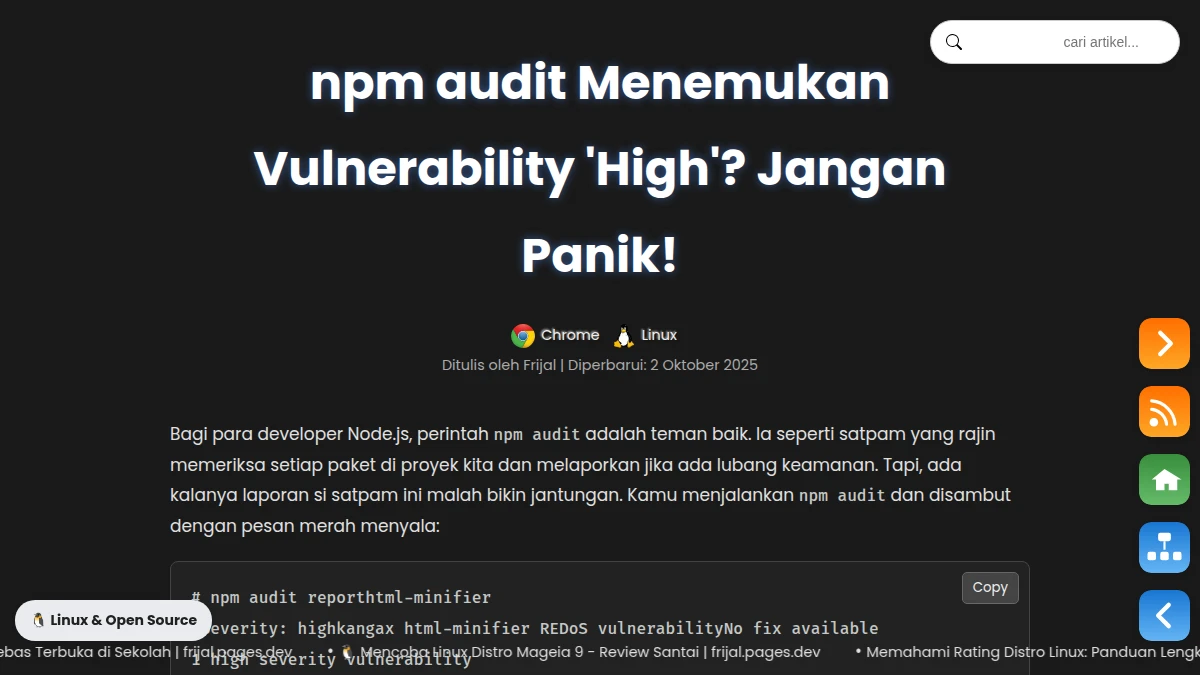 cari artikel...
npm audit Menemukan
Vulnerability 'High'? Jangan
Panik!
Chrome Linux
Ditulis oleh Frijal | Diperbarui: 2 Oktober 2025
Bagi para developer Node.js, perintah npm audit adalah teman baik. Ia seperti satpam yang rajin
memeriksa setiap paket di proyek kita dan melaporkan jika ada lubang keamanan. Tapi, ada
kalanya laporan si satpam ini malah bikin jantungan. Kamu menjalankan npm audit dan disambut
dengan pesan merah menyala:
Copy
# npm audit reporthtml-minifier
everity: highkangax html-minifier REDoS vulnerabilityNo fix available
1 high severity vulnerability
🐧 Linux & Open Source
ebas Terbuka di Sekolah | frijal.pages.dev • 🐧 Mencoba Linux Distro Mageia 9 - Review Santai | frijal.pages.dev • Memahami Rating Distro Linux: Panduan Lengk